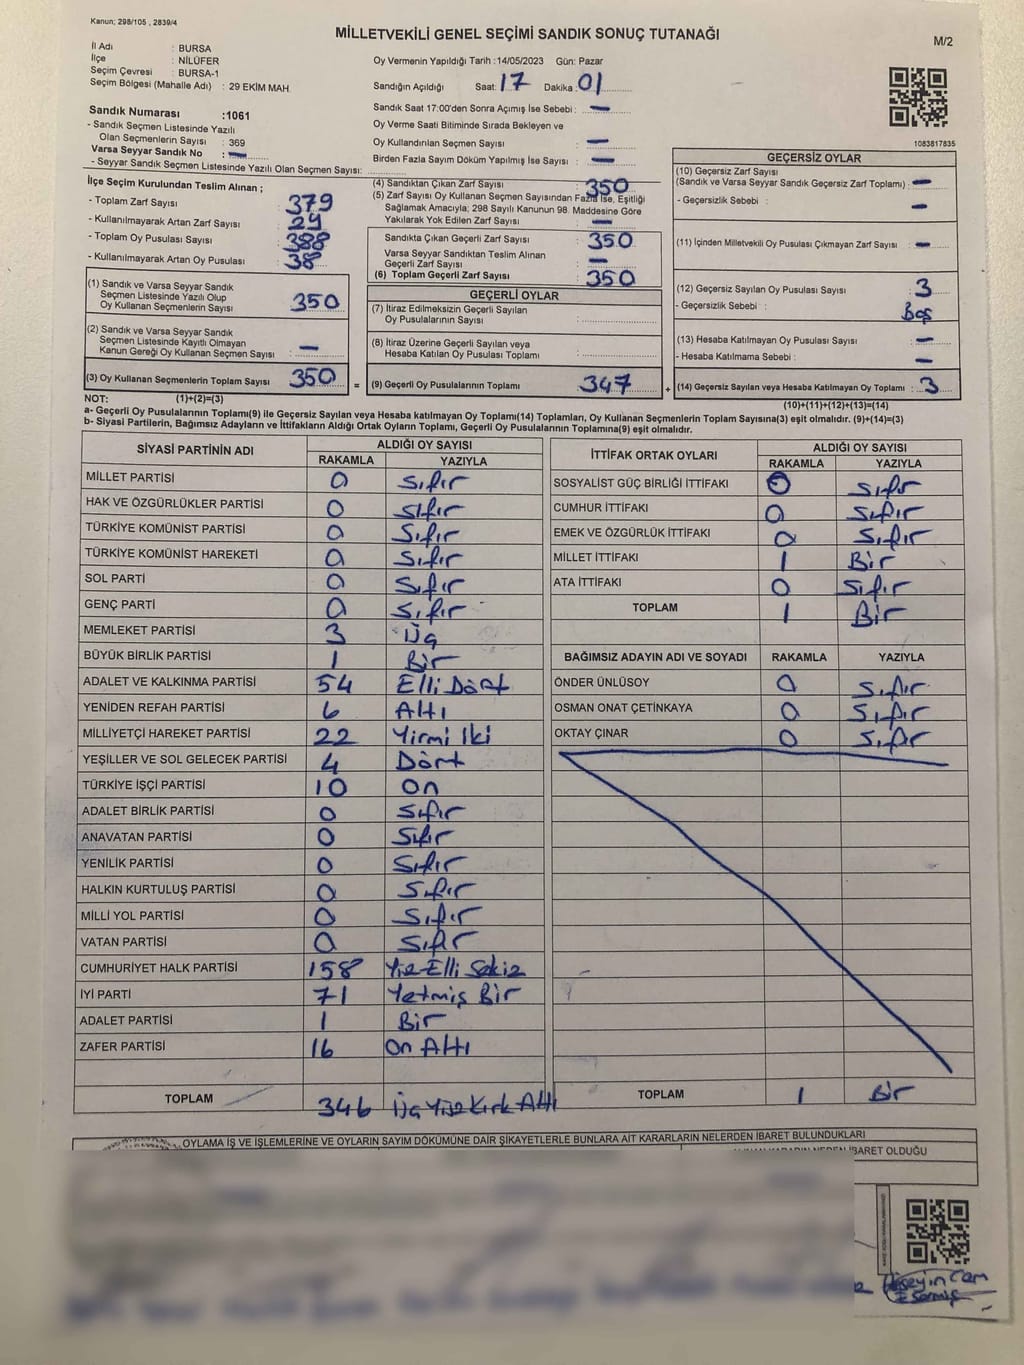 Kanun; 298/105 , 2839/4
MİLLETVEKİLİ GENEL SEÇİMİ SANDIK SONUÇ TUTANAĞI
M/2
İl Adı : BURSA
İlçe : NİLÜFER
Seçim Çevresi : BURSA-1
Seçim Bölgesi (Mahalle Adı) : 29 EKİM MAH.
Oy Vermenin Yapıldığı Tarih :14/05/2023 Gün: Pazar
Sandığın Açıldığı Saat: 17 Dakika : 01
Sandık Saat 17:00'den Sonra Açımış İse Sebebi : —
Oy Verme Saati Bitiminde Sırada Bekleyen ve
Oy Kullandırılan Seçmen Sayısı : —
Birden Fazla Sayım Döküm Yapılmış İse Sayısı : —
1083817835
Sandık Numarası :1061
- Sandık Seçmen Listesinde Yazılı
Olan Seçmenlerin Sayısı : 369
Varsa Seyyar Sandık No : —
- Seyyar Sandık Seçmen Listesinde Yazılı Olan Seçmen Sayısı:
İlçe Seçim Kurulundan Teslim Alınan ;
- Toplam Zarf Sayısı : 379
- Kullanılmayarak Artan Zarf Sayısı : 29
- Toplam Oy Pusulası Sayısı : 388
- Kullanılmayarak Artan Oy Pusulası : 38
(1) Sandık ve Varsa Seyyar Sandık
Seçmen Listesinde Yazılı Olup
Oy Kullanan Seçmenlerin Sayısı : 350
(2) Sandık ve Varsa Seyyar Sandık
Seçmen Listesinde Kayıtlı Olmayan
Kanun Gereği Oy Kullanan Seçmen Sayısı : —
(3) Oy Kullanan Seçmenlerin Toplam Sayısı 350 =
(4) Sandıktan Çıkan Zarf Sayısı : 350
(5) Zarf Sayısı Oy Kullanan Seçmen Sayısından Fazla İse, Eşitliği
Sağlamak Amacıyla; 298 Sayılı Kanunun 98. Maddesine Göre
Yakılarak Yok Edilen Zarf Sayısı : —
Sandıkta Çıkan Geçerli Zarf Sayısı : 350
Varsa Seyyar Sandıktan Teslim Alınan
Geçerli Zarf Sayısı : —
(6) Toplam Geçerli Zarf Sayısı : 350
GEÇERLİ OYLAR
(7) İtiraz Edilmeksizin Geçerli Sayılan
Oy Pusulalarının Sayısı :
(8) İtiraz Üzerine Geçerli Sayılan veya
Hesaba Katılan Oy Pusulası Toplamı :
(9) Geçerli Oy Pusulalarının Toplamı : 347 +
GEÇERSİZ OYLAR
(10) Geçersiz Zarf Sayısı
(Sandık ve Varsa Seyyar Sandık Geçersiz Zarf Toplamı) : —
- Geçersizlik Sebebi : —
(11) İçinden Milletvekili Oy Pusulası Çıkmayan Zarf Sayısı : —
(12) Geçersiz Sayılan Oy Pusulası Sayısı : 3
- Geçersizlik Sebebi : Boş
(13) Hesaba Katılmayan Oy Pusulası Sayısı : —
- Hesaba Katılmama Sebebi : —
(14) Geçersiz Sayılan veya Hesaba Katılmayan Oy Toplamı : 3
NOT: (1)+(2)=(3)
(10)+(11)+(12)+(13)=(14)
a- Geçerli Oy Pusulalarının Toplamı(9) ile Geçersiz Sayılan veya Hesaba katılmayan Oy Toplamı(14) Toplamları, Oy Kullanan Seçmenlerin Toplam Sayısına(3) eşit olmalıdır. (9)+(14)=(3)
b- Siyasi Partilerin, Bağımsız Adayların ve İttifakların Aldığı Ortak Oyların Toplamı, Geçerli Oy Pusulalarının Toplamına(9) eşit olmalıdır.
SİYASİ PARTİNİN ADI ALDIĞI OY SAYISI
RAKAMLA YAZIYLA
MİLLET PARTİSİ 0 Sıfır
HAK VE ÖZGÜRLÜKLER PARTİSİ 0 Sıfır
TÜRKİYE KOMÜNİST PARTİSİ 0 Sıfır
TÜRKİYE KOMÜNİST HAREKETİ 0 Sıfır
SOL PARTİ 0 Sıfır
GENÇ PARTİ 0 Sıfır
MEMLEKET PARTİSİ 3 Üç
BÜYÜK BİRLİK PARTİSİ 1 Bir
ADALET VE KALKINMA PARTİSİ 54 Elli Dört
YENİDEN REFAH PARTİSİ 6 Altı
MİLLİYETÇİ HAREKET PARTİSİ 22 Yirmi İki
YEŞİLLER VE SOL GELECEK PARTİSİ 4 Dört
TÜRKİYE İŞÇİ PARTİSİ 10 On
ADALET BİRLİK PARTİSİ 0 Sıfır
ANAVATAN PARTİSİ 0 Sıfır
YENİLİK PARTİSİ 0 Sıfır
HALKIN KURTULUŞ PARTİSİ 0 Sıfır
MİLLİ YOL PARTİSİ 0 Sıfır
VATAN PARTİSİ 0 Sıfır
CUMHURİYET HALK PARTİSİ 158 Yüz Elli Sekiz
İYİ PARTİ 71 Yetmiş Bir
ADALET PARTİSİ 1 Bir
ZAFER PARTİSİ 16 On Altı
TOPLAM 346 Üç Yüz Kırk Altı
İTTİFAK ORTAK OYLARI ALDIĞI OY SAYISI
RAKAMLA YAZIYLA
SOSYALİST GÜÇ BİRLİĞİ İTTİFAKI 0 Sıfır
CUMHUR İTTİFAKI 0 Sıfır
EMEK VE ÖZGÜRLÜK İTTİFAKI 0 Sıfır
MİLLET İTTİFAKI 1 Bir
ATA İTTİFAKI 0 Sıfır
TOPLAM 1 Bir
BAĞIMSIZ ADAYIN ADI VE SOYADI RAKAMLA YAZIYLA
ÖNDER ÜNLÜSOY 0 Sıfır
OSMAN ONAT ÇETİNKAYA 0 Sıfır
OKTAY ÇINAR 0 Sıfır
TOPLAM 1 Bir
OYLAMA İŞ VE İŞLEMLERİNE VE OYLARIN SAYIM DÖKÜMÜNE DAİR ŞİKAYETLERLE BUNLARA AİT KARARLARIN NELERDEN İBARET BULUNDUKLARI
NEDEN İBARET OLDUĞU
Hüseyin Cem